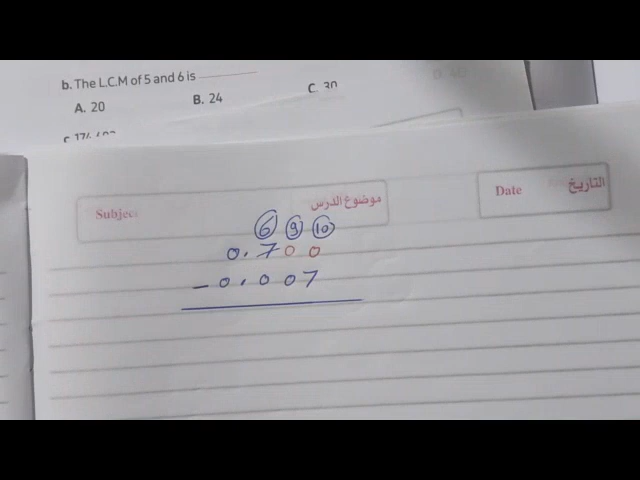 b. The L.C.M of 5 and 6 is
A. 20 B. 24 C. 30
Subject موضوع الدرس Date التاريخ
6 9 10
0.700
- 0.007